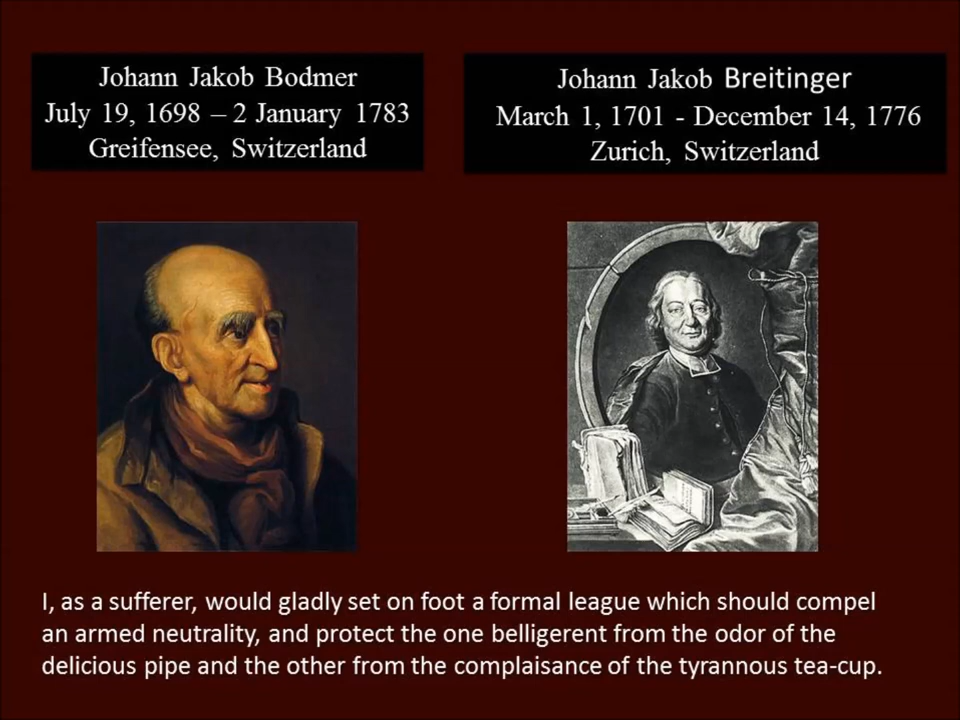 Johann Jakob Bodmer
July 19, 1698 – 2 January 1783
Greifensee, Switzerland
Johann Jakob Breitinger
March 1, 1701 - December 14, 1776
Zurich, Switzerland
I, as a sufferer, would gladly set on foot a formal league which should compel
an armed neutrality, and protect the one belligerent from the odor of the
delicious pipe and the other from the complaisance of the tyrannous tea-cup.